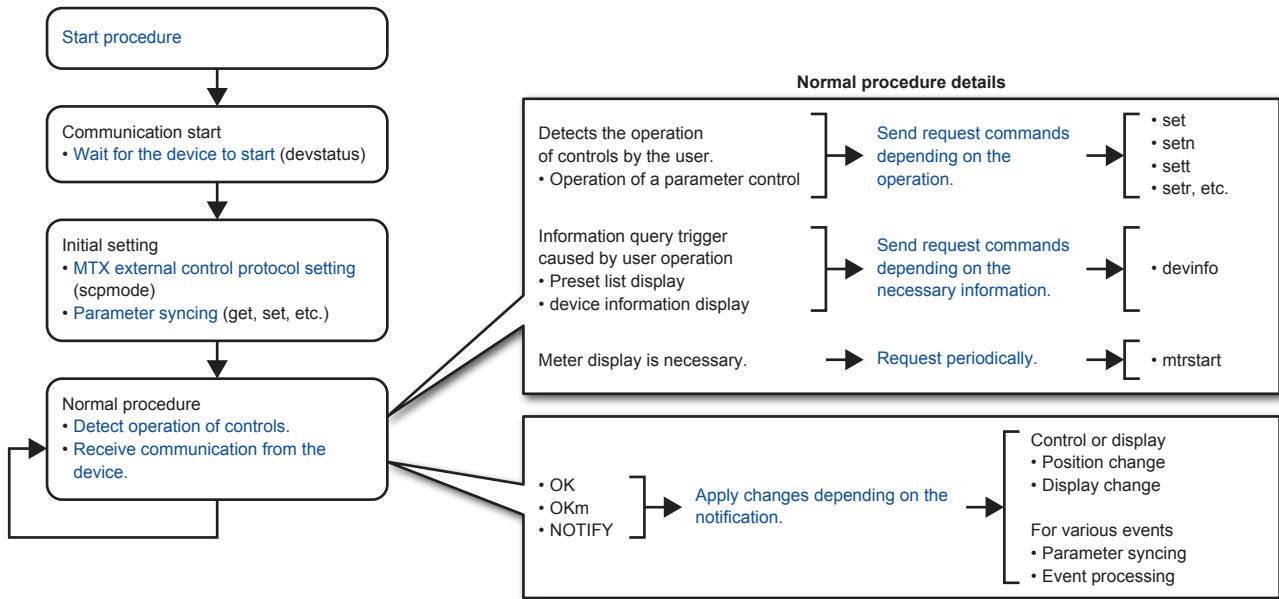 Start procedure
Communication start
• Wait for the device to start (devstatus)
Initial setting
• MTX external control protocol setting
(scpmode)
• Parameter syncing (get, set, etc.)
Normal procedure
• Detect operation of controls.
• Receive communication from the
device.
Normal procedure details
Detects the operation
of controls by the user.
• Operation of a parameter control
Send request commands
depending on the
operation.
• set
• setn
• sett
• setr, etc.
Information query trigger
caused by user operation
• Preset list display
• device information display
Send request commands
depending on the
necessary information.
• devinfo
Meter display is necessary.
Request periodically.
• mtrstart
• OK
• OKm
• NOTIFY
Apply changes depending on the
notification.
Control or display
• Position change
• Display change
For various events
• Parameter syncing
• Event processing